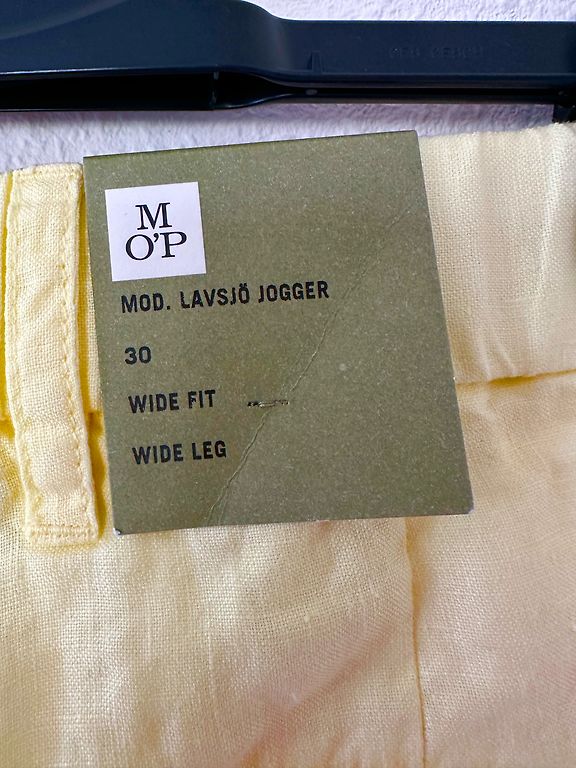 M
O'P
MOD. LAVSJÖ JOGGER
30
WIDE FIT
WIDE LEG